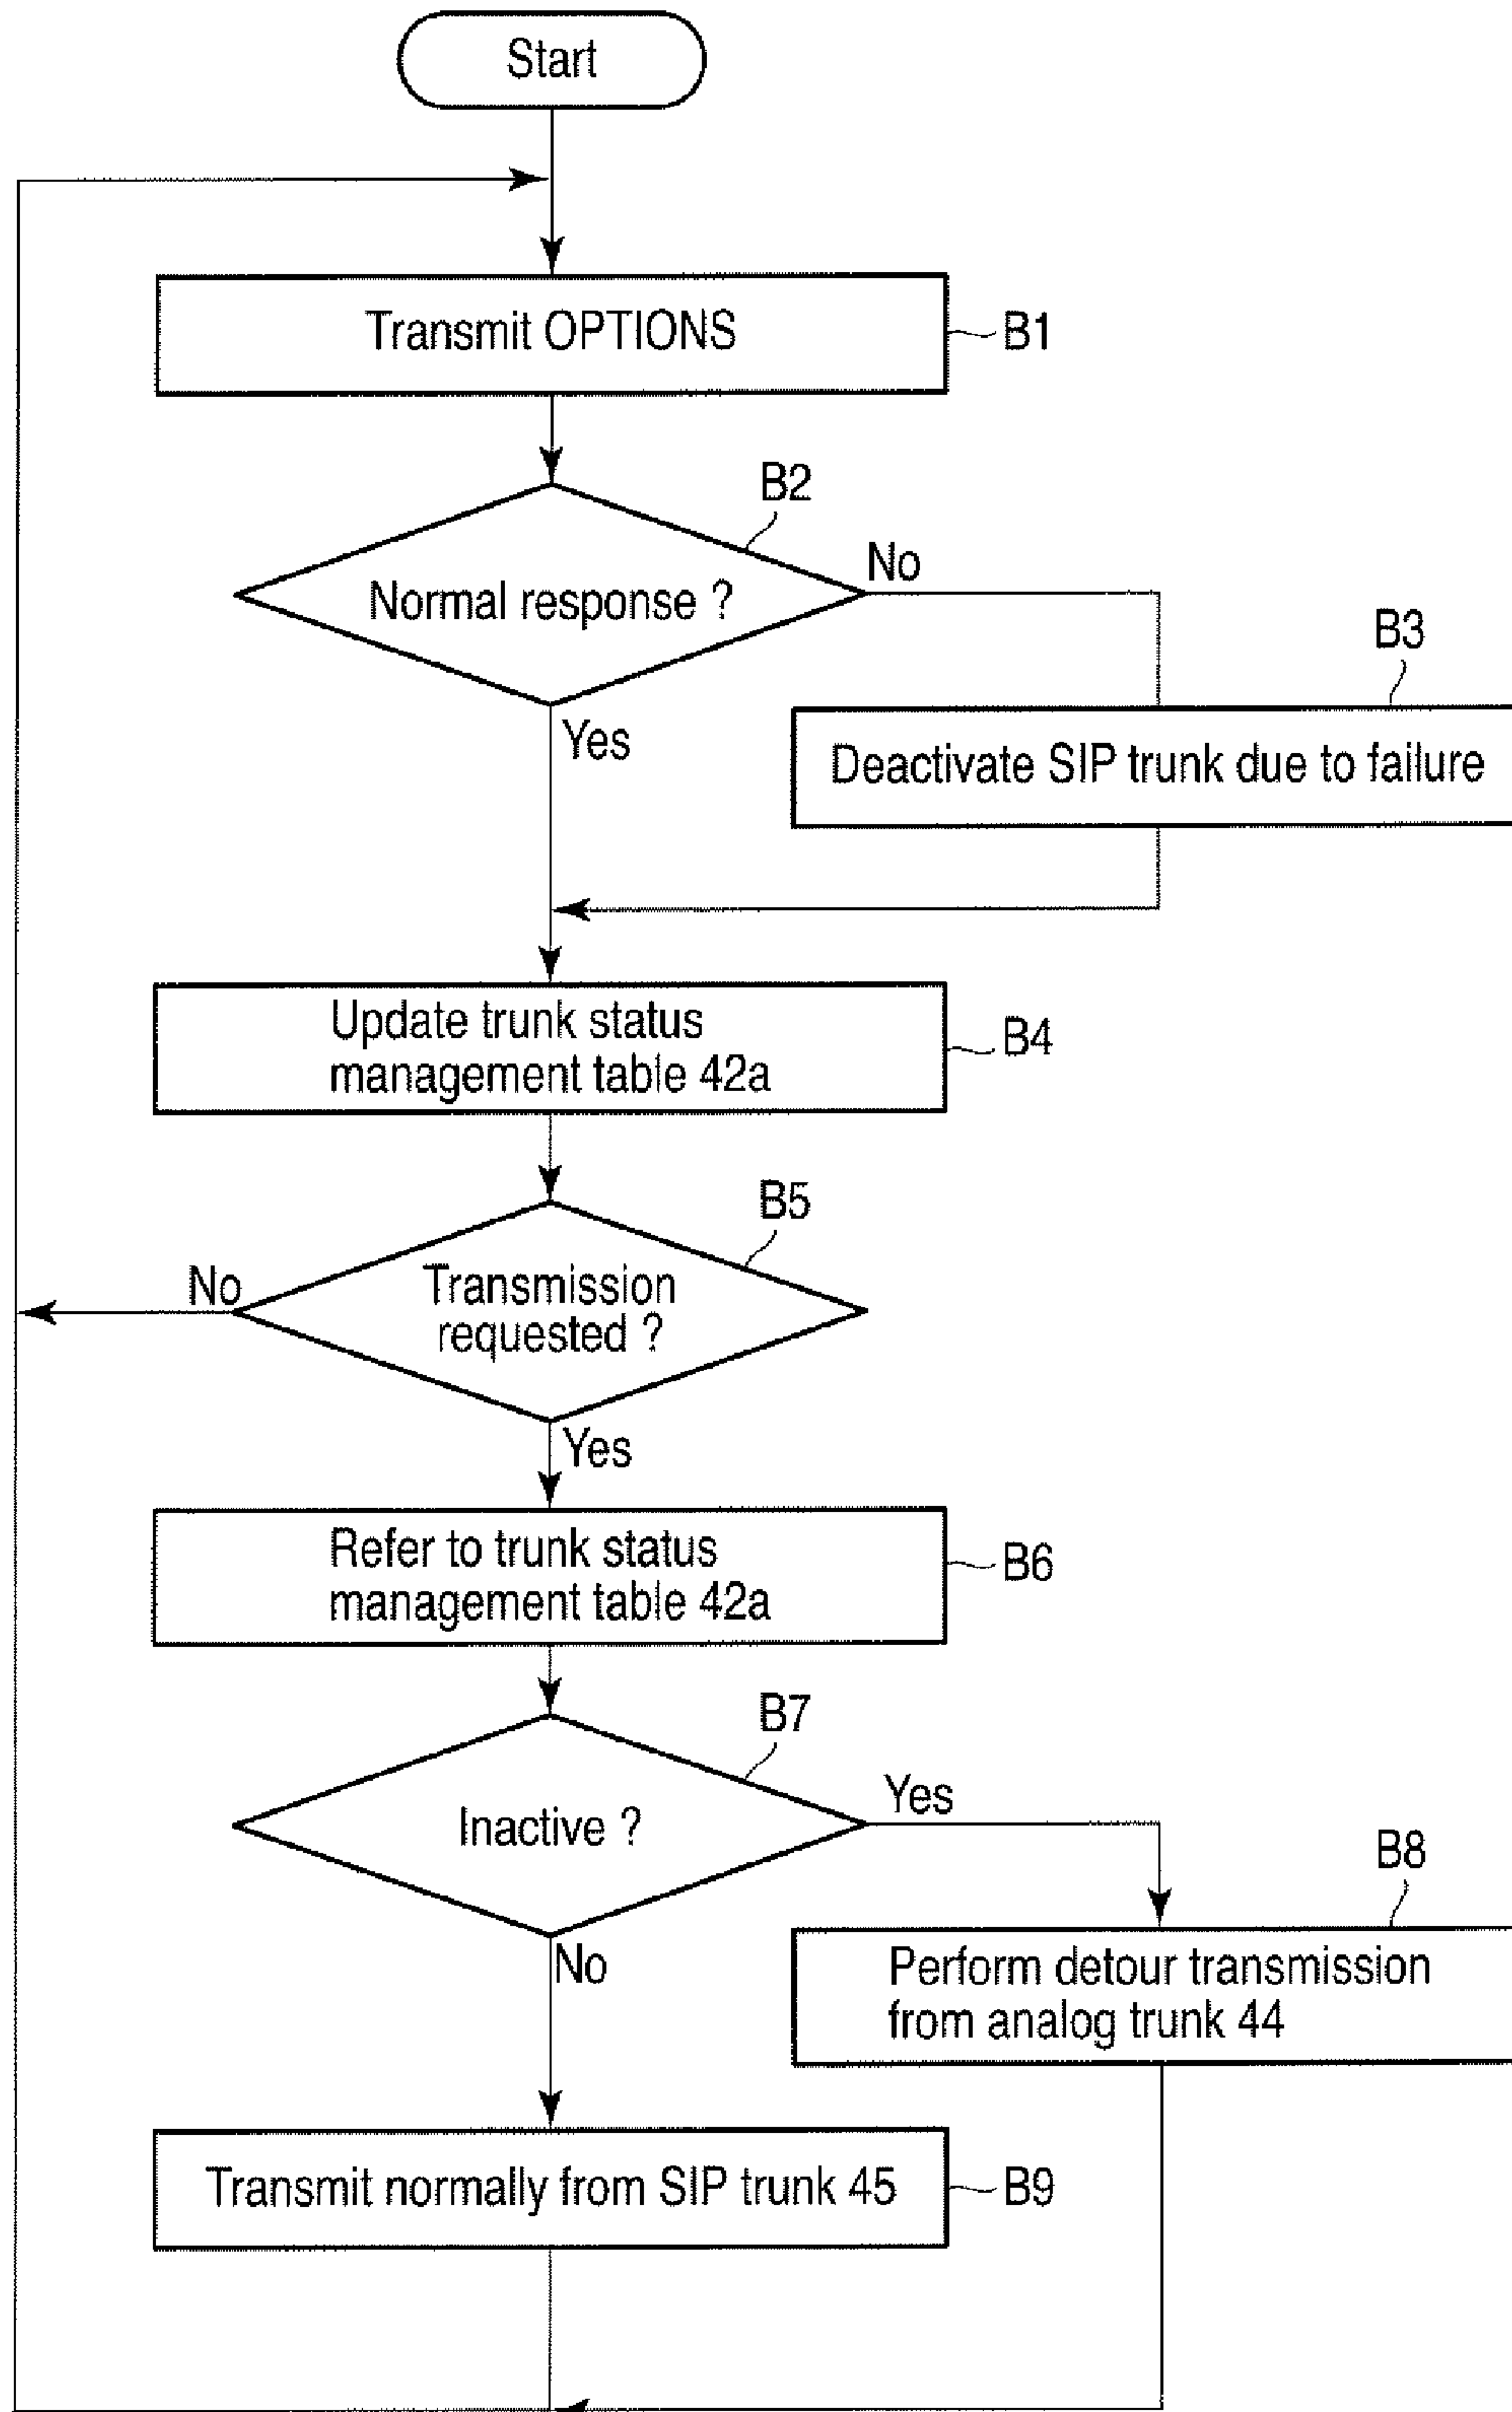 Start
Transmit OPTIONS
B1
B2
Normal response ?
No
Yes
B3
Deactivate SIP trunk due to failure
Update trunk status
management table 42a
B4
B5
Transmission
requested ?
No
Yes
Refer to trunk status
management table 42a
B6
B7
Inactive ?
Yes
No
B8
Perform detour transmission
from analog trunk 44
Transmit normally from SIP trunk 45
B9